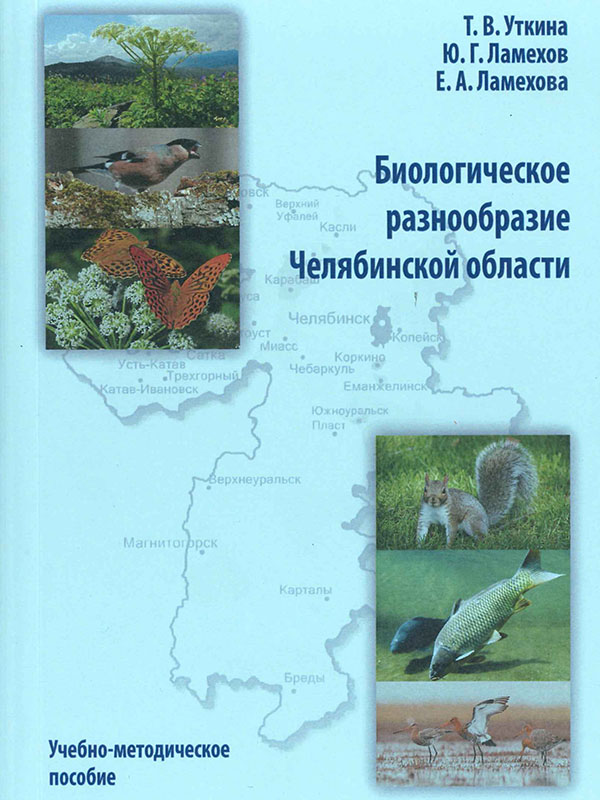 Т. В. Уткина
Ю. Г. Ламехов
Е. А. Ламехова
Биологическое
разнообразие
Челябинской области
Верхний
Уфалей
Касли
Карабаш
Челябинск
Копейск
Миасс
Коркино
Чебаркуль
Сатка
Усть-Катав
Трехгорный
Катав-Ивановск
Еманжелинск
Южноуральск
Пласт
Верхнеуральск
Магнитогорск
Карталы
Бреды
Учебно-методическое
пособие